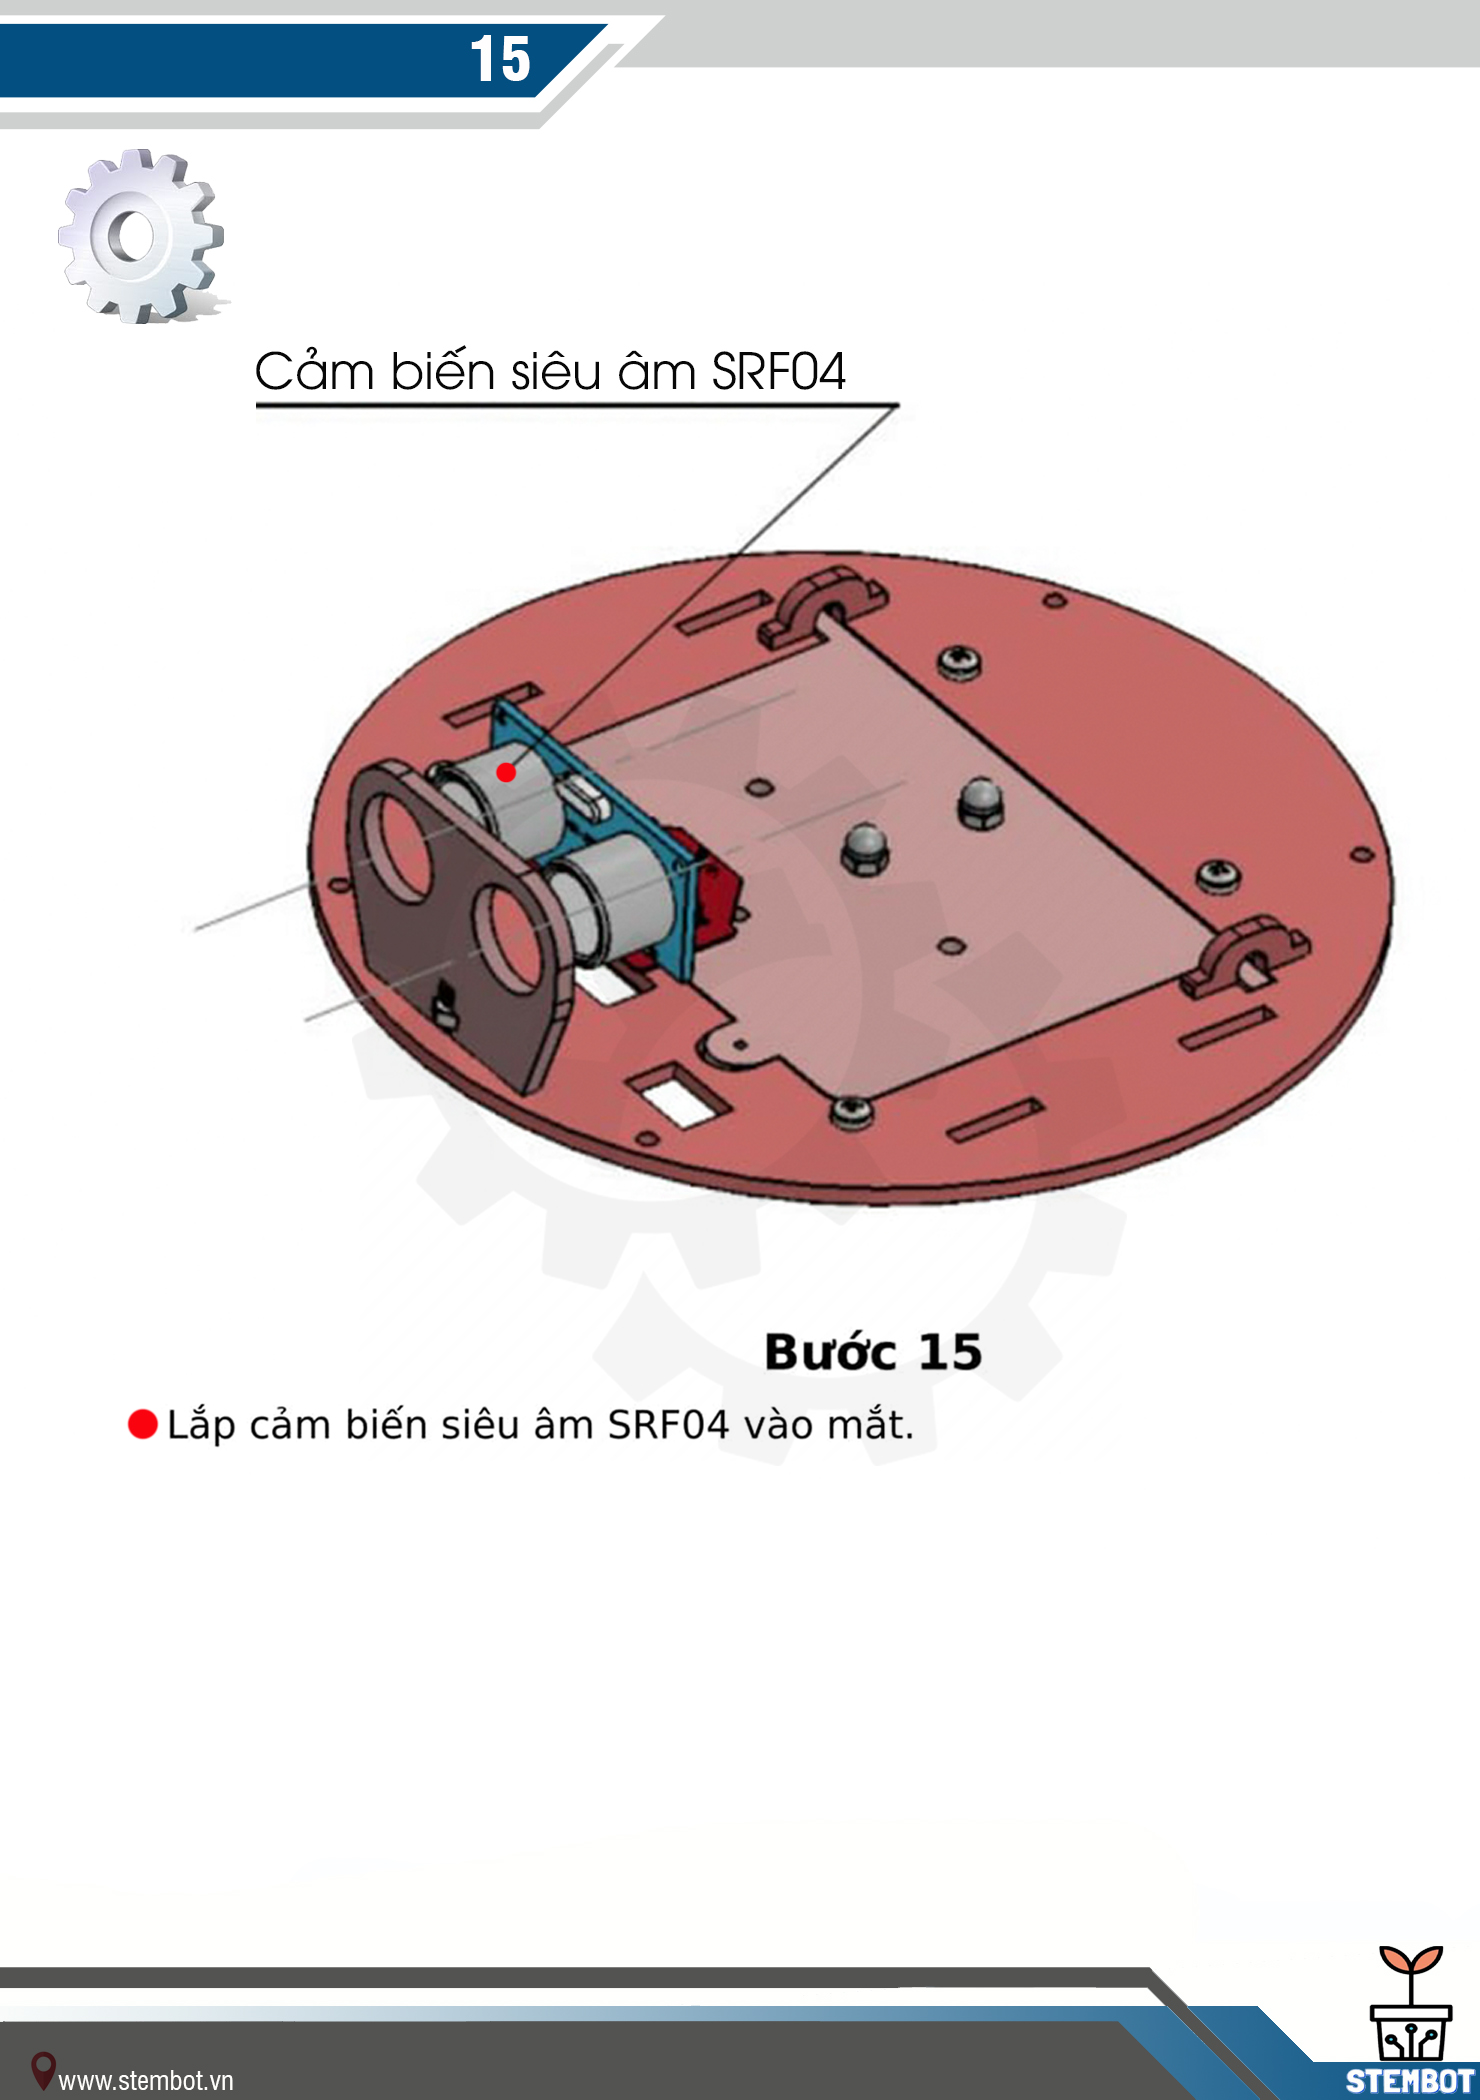 15
Cảm biến siêu âm SRF04
Bước 15
Lắp cảm biến siêu âm SRF04 vào mắt.
www.stembot.vn
STEMBOT